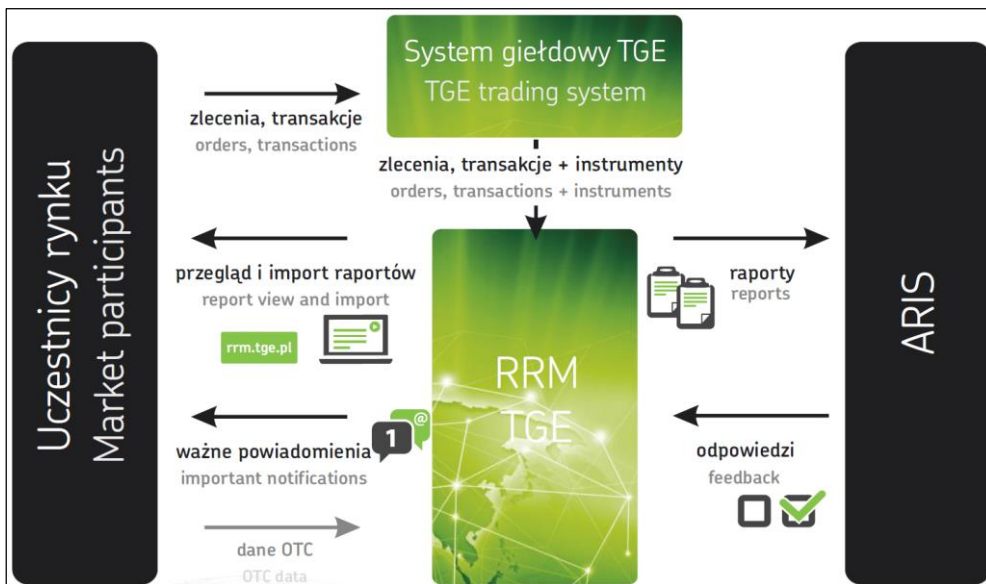 Uczestnicy rynku
Market participants
System giełdowy TGE
TGE trading system
zlecenia, transakcje
orders, transactions
zlecenia, transakcje + instrumenty
orders, transactions + instruments
przegląd i import raportów
report view and import
rrm.tge.pl
raporty
reports
RRM
TGE
1
@
ważne powiadomienia
important notifications
odpowiedzi
feedback
dane OTC
OTC data
ARIS